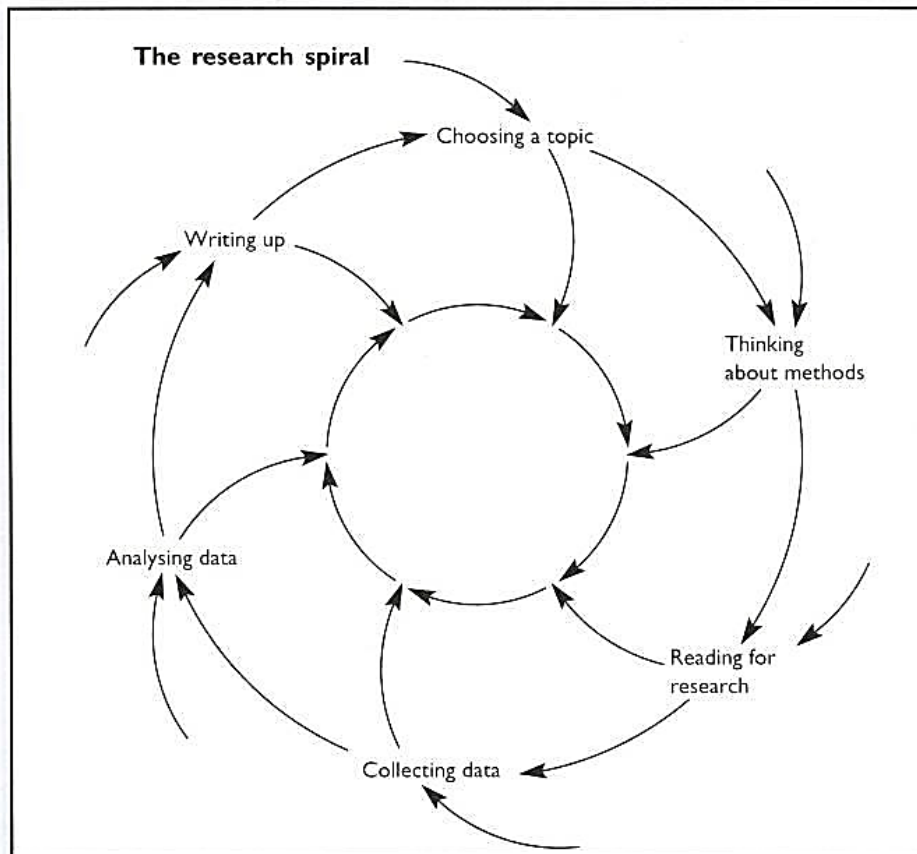 The research spiral
Choosing a topic
Writing up
Thinking
about methods
Analysing data
Reading for
research
Collecting data